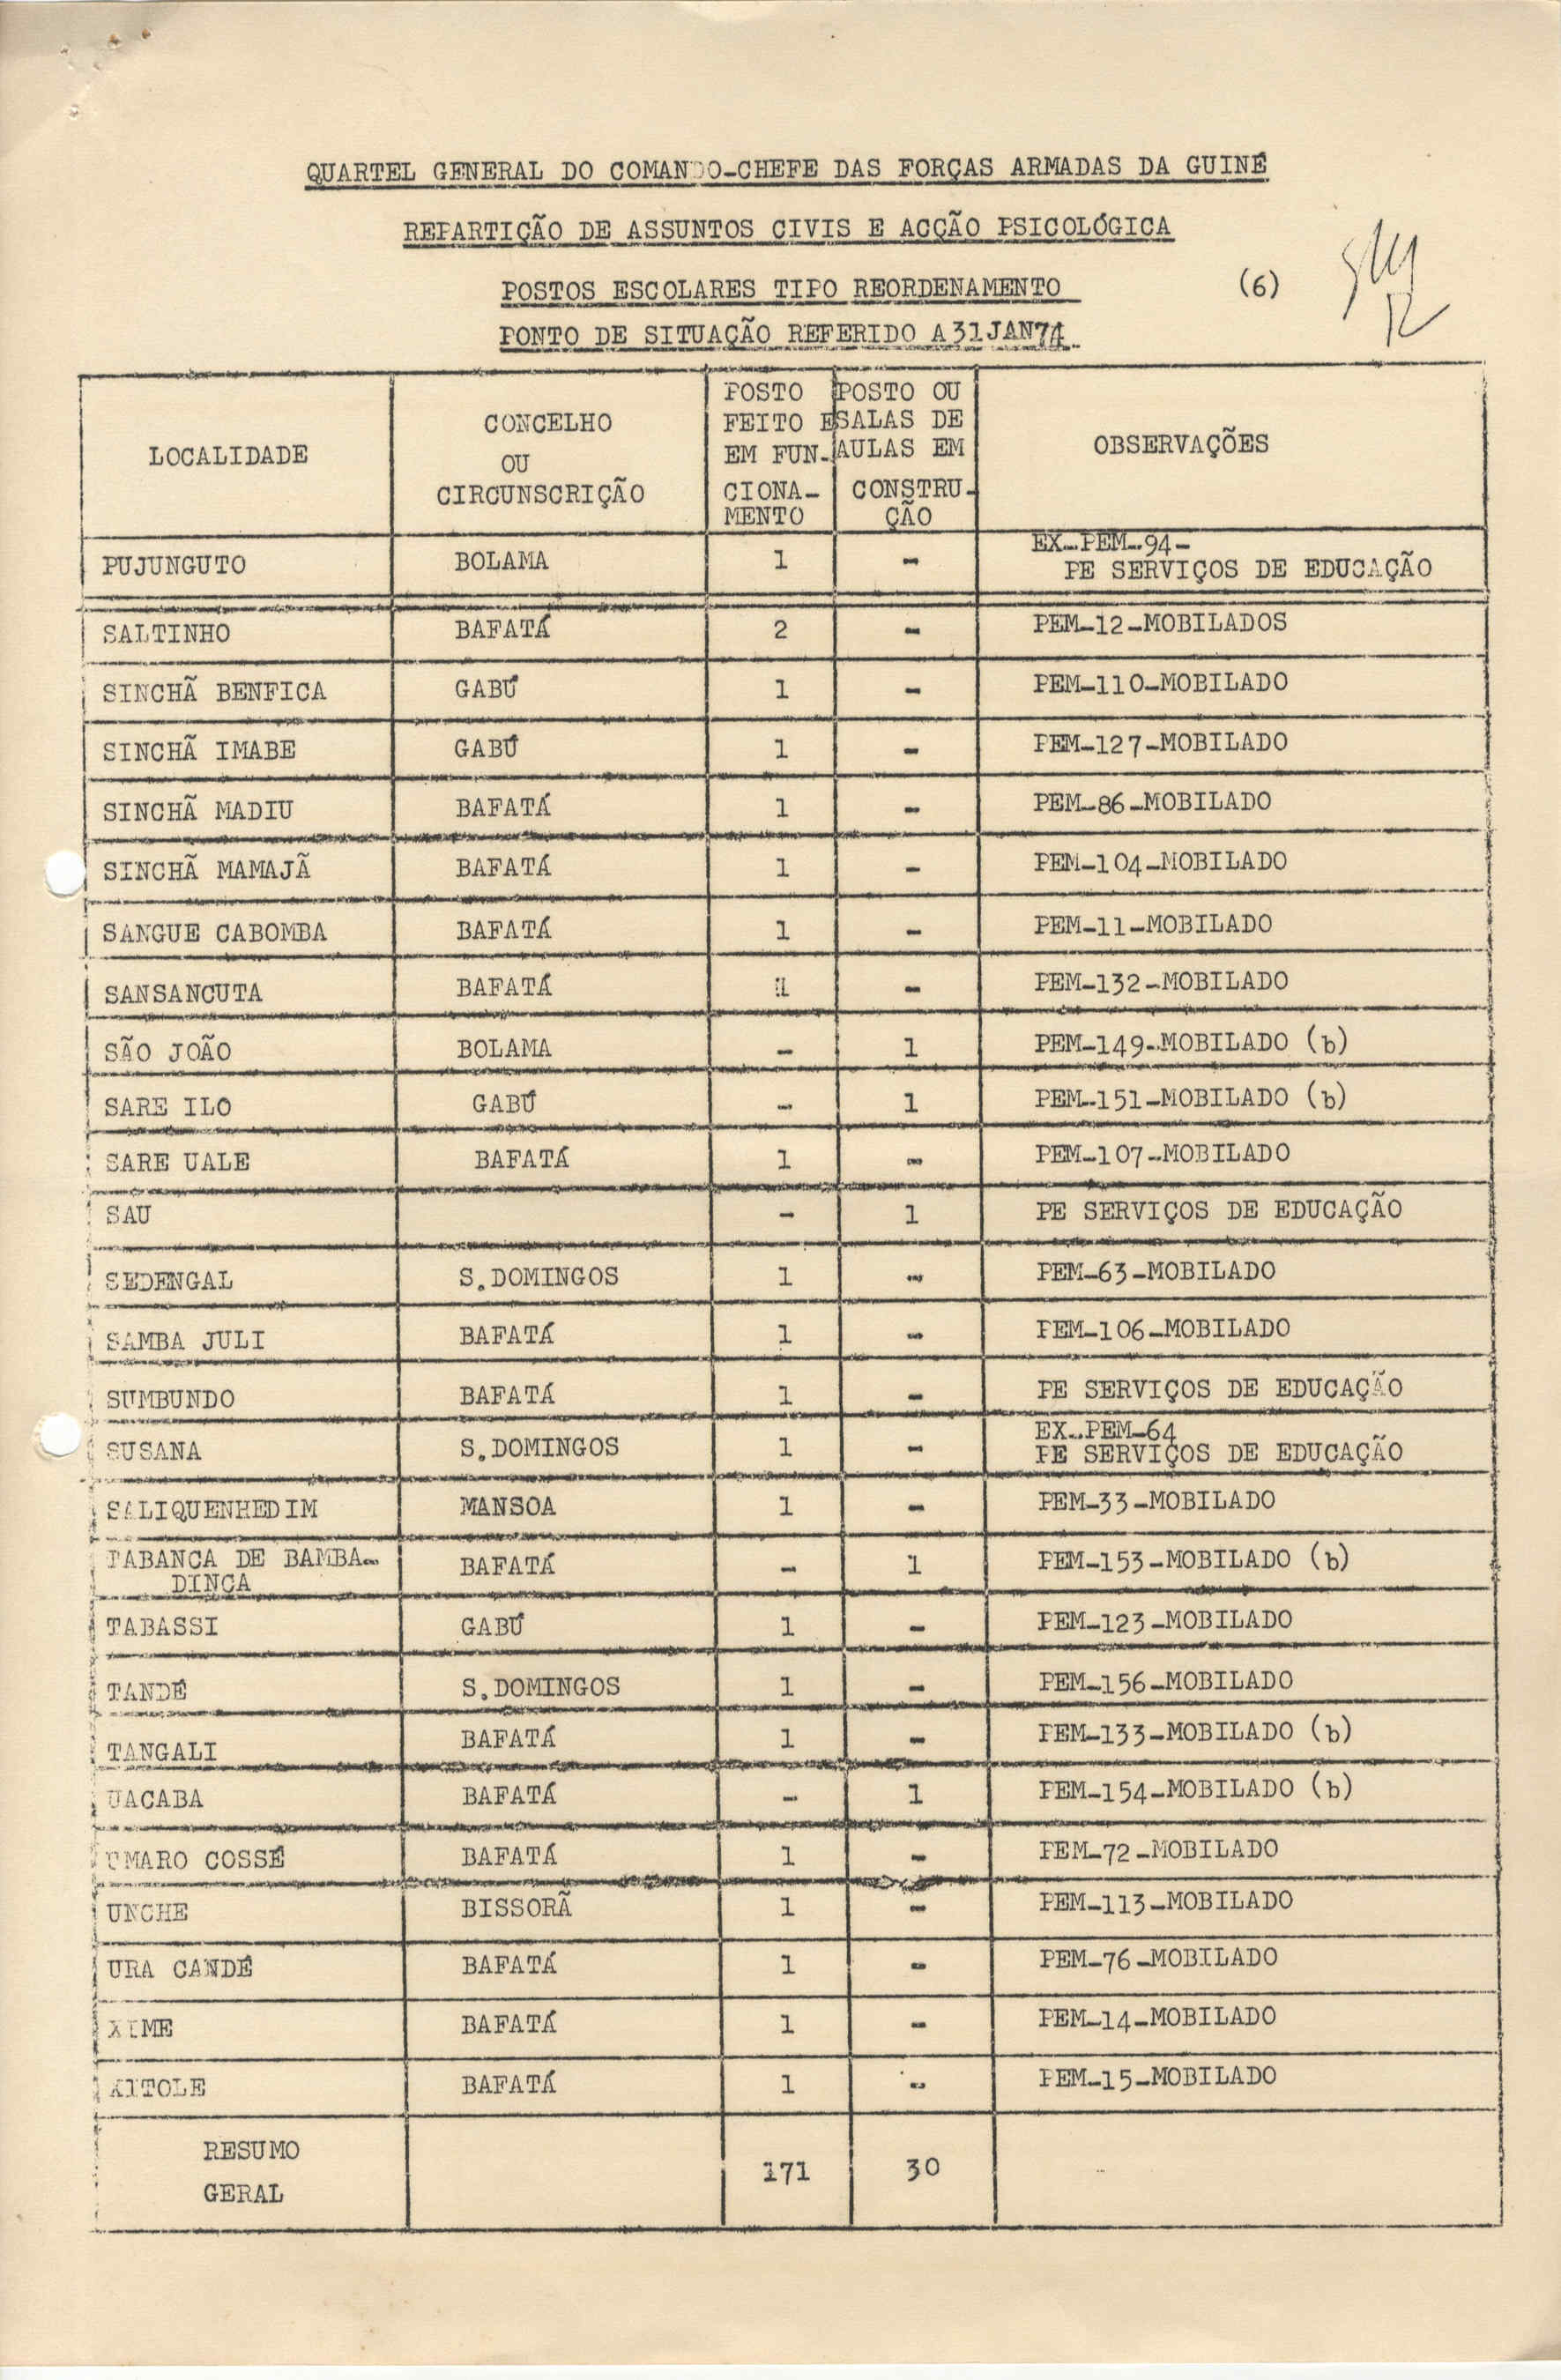 QUARTEL GENERAL DO COMANDO-CHEFE DAS FORÇAS ARMADAS DA GUINÉ
REPARTIÇÃO DE ASSUNTOS CIVIS E ACÇÃO PSICOLÓGICA
POSTOS ESCOLARES TIPO REORDENAMENTO (6)
PONTO DE SITUAÇÃO REFERIDO A 31JAN74
LOCALIDADE
CONCELHO
OU
CIRCUNSCRIÇÃO
POSTO
FEITO E
EM FUN-
CIONA-
MENTO
POSTO OU
SALAS DE
AULAS EM
CONSTRU-
ÇÃO
OBSERVAÇÕES
PUJUNGUTO BOLAMA 1 - EX-PEM-94-
PE SERVIÇOS DE EDUCAÇÃO
SALTINHO BAFATÁ 2 - PEM-12-MOBILADOS
SINCHÃ BENFICA GABÚ 1 - PEM-110-MOBILADO
SINCHÃ IMABE GABÚ 1 - PEM-127-MOBILADO
SINCHÃ MADIU BAFATÁ 1 - PEM-86-MOBILADO
SINCHÃ MAMAJÃ BAFATÁ 1 - PEM-104-MOBILADO
SANGUE CABOMBA BAFATÁ 1 - PEM-11-MOBILADO
SANSANCUTA BAFATÁ 1 - PEM-132-MOBILADO
SÃO JOÃO BOLAMA - 1 PEM-149-MOBILADO (b)
SARE ILO GABÚ - 1 PEM-151-MOBILADO (b)
SARE UALE BAFATÁ 1 - PEM-107-MOBILADO
SAU - 1 PE SERVIÇOS DE EDUCAÇÃO
SEDENGAL S.DOMINGOS 1 - PEM-63-MOBILADO
SAMBA JULI BAFATÁ 1 - PEM-106-MOBILADO
SUMBUNDO BAFATÁ 1 - PE SERVIÇOS DE EDUCAÇÃO
SUSANA S.DOMINGOS 1 - EX-PEM-64
PE SERVIÇOS DE EDUCAÇÃO
SALIQUENHEDIM MANSOA 1 - PEM-33-MOBILADO
TABANCA DE BAMBA-
DINCA BAFATÁ - 1 PEM-153-MOBILADO (b)
TABASSI GABÚ 1 - PEM-123-MOBILADO
TANDÉ S.DOMINGOS 1 - PEM-156-MOBILADO
TANGALI BAFATÁ 1 - PEM-133-MOBILADO (b)
UACABA BAFATÁ - 1 PEM-154-MOBILADO (b)
UMARO COSSÉ BAFATÁ 1 - PEM-72-MOBILADO
UNCHE BISSORÃ 1 - PEM-113-MOBILADO
URA CANDÉ BAFATÁ 1 - PEM-76-MOBILADO
XIME BAFATÁ 1 - PEM-14-MOBILADO
XITOLE BAFATÁ 1 - PEM-15-MOBILADO
RESUMO
GERAL 171 30